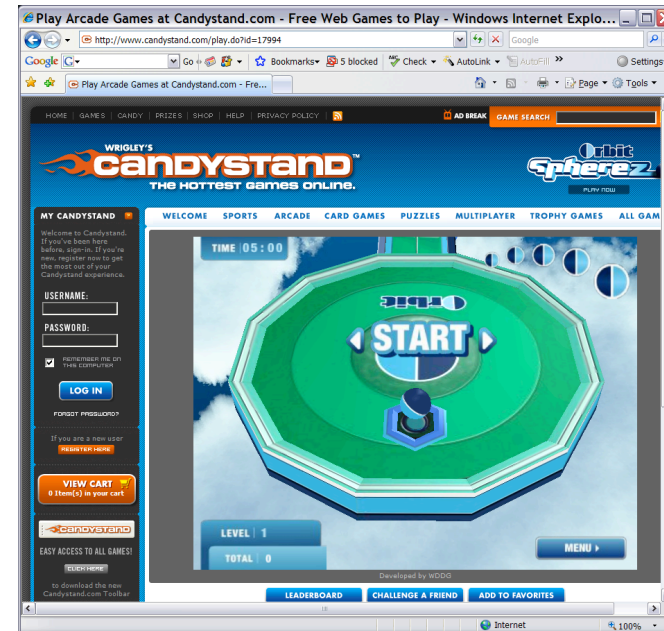 Play Arcade Games at Candystand.com - Free Web Games to Play - Windows Internet Explo...
http://www.candystand.com/play.do?id=17994
Google
Google G Go Bookmarks 5 blocked Check AutoLink AutoFill Settings
Play Arcade Games at Candystand.com - Fre...
Page Tools
HOME | GAMES | CANDY | PRIZES | SHOP | HELP | PRIVACY POLICY
AD BREAK
GAME SEARCH
WRIGLEY'S
CANDYSTAND™
THE HOTTEST GAMES ONLINE.
Orbit
Spherez
PLAY NOW
MY CANDYSTAND
WELCOME SPORTS ARCADE CARD GAMES PUZZLES MULTIPLAYER TROPHY GAMES ALL GAM
Welcome to Candystand.
If you've been here
before, sign-in. If you're
new, register now to get
the most out of your
Candystand experience.
USERNAME:
PASSWORD:
REMEMBER ME ON
THIS COMPUTER
LOG IN
FORGOT PASSWORD?
If you are a new user
REGISTER HERE
VIEW CART
0 Item(s) in your cart
CANDYSTAND
EASY ACCESS TO ALL GAMES!
CLICK HERE
to download the new
Candystand.com Toolbar
TIME | 05:00
Orbit
START
LEVEL | 1
TOTAL | 0
MENU
Developed by WDDG
LEADERBOARD CHALLENGE A FRIEND ADD TO FAVORITES
Internet 100%